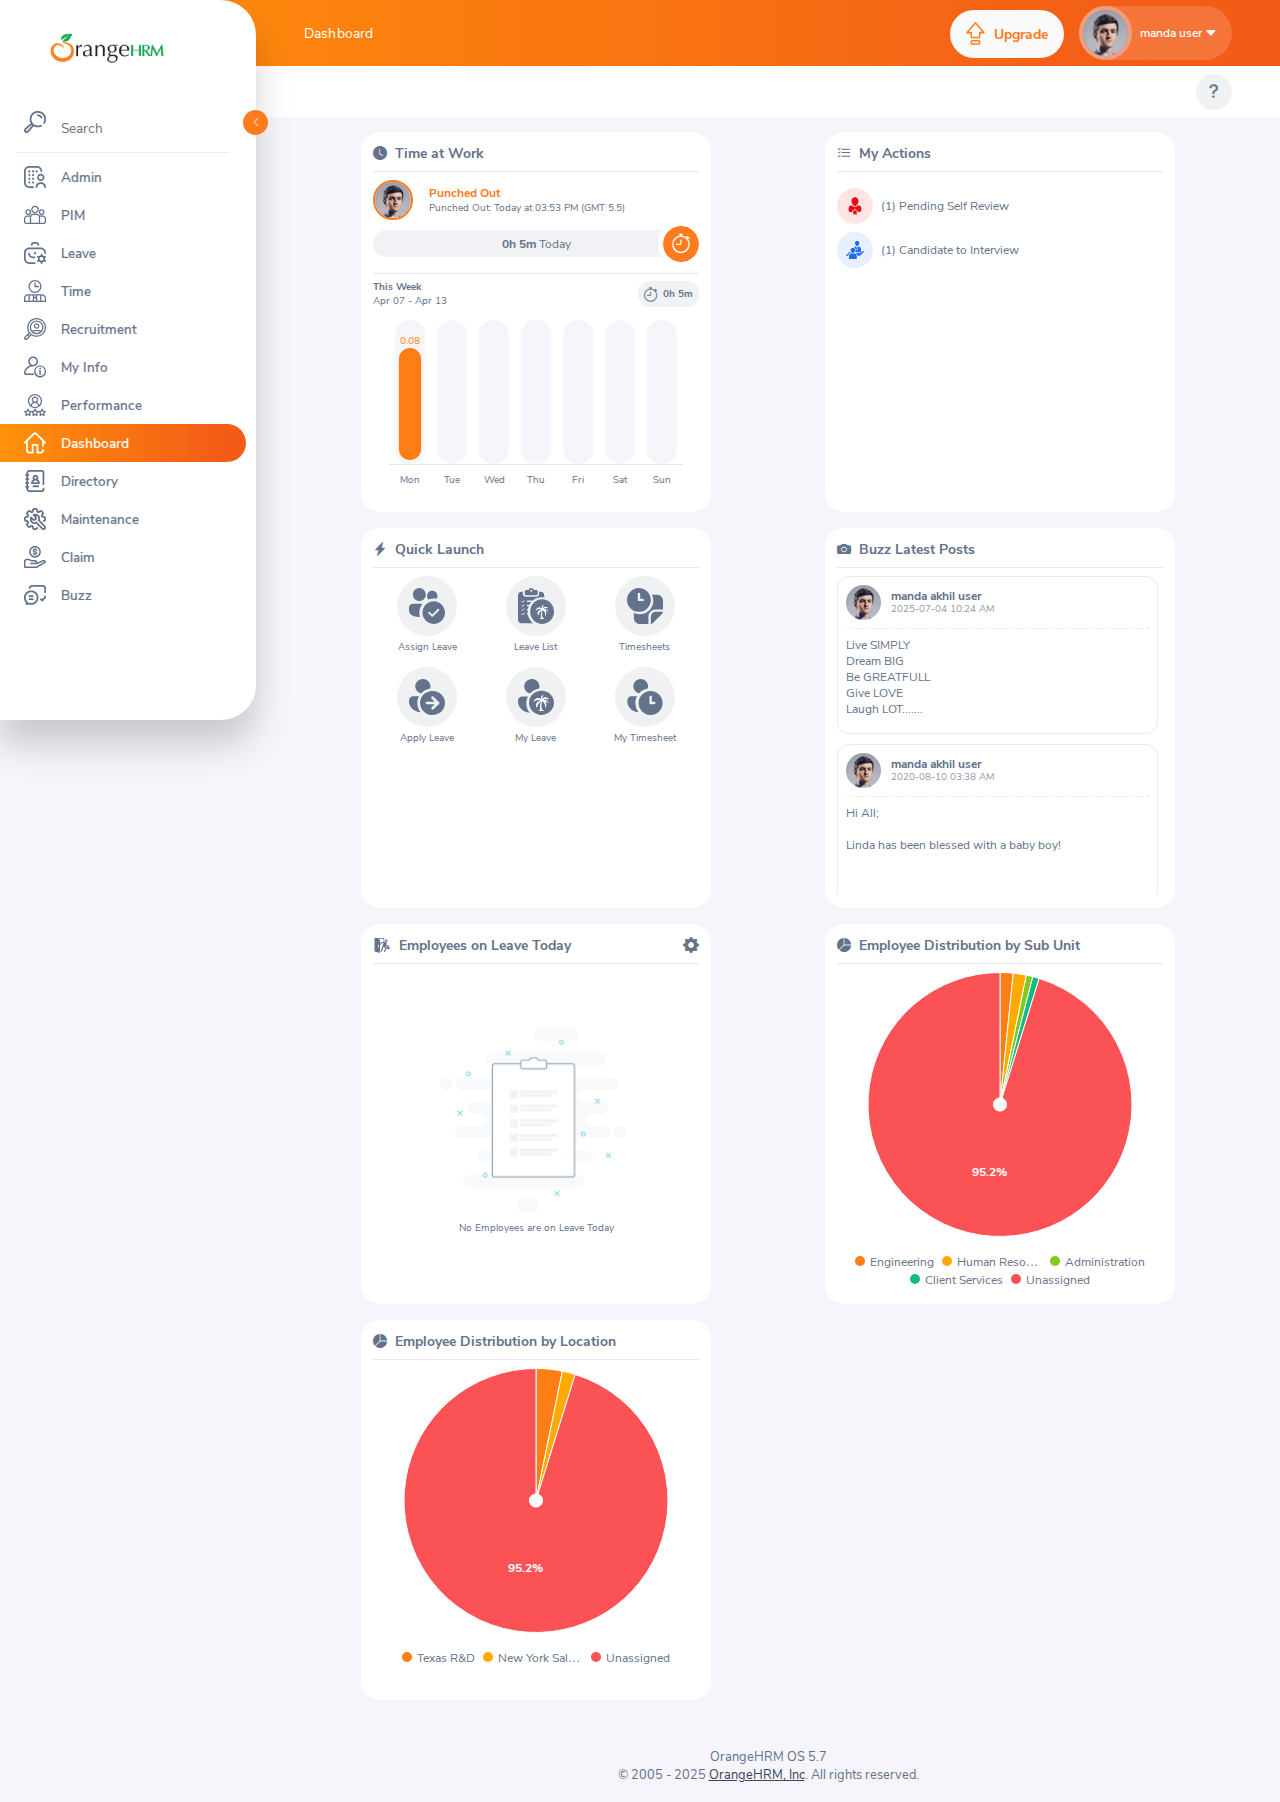 OrangeHRM
Search
Admin
PIM
Leave
Time
Recruitment
My Info
Performance
Dashboard
Directory
Maintenance
Claim
Buzz
Dashboard
Upgrade
manda user
?
Time at Work
Punched Out
Punched Out: Today at 03:53 PM (GMT 5.5)
0h 5m Today
This Week
Apr 07 - Apr 13
0h 5m
0.08
Mon Tue Wed Thu Fri Sat Sun
My Actions
(1) Pending Self Review
(1) Candidate to Interview
Quick Launch
Assign Leave
Leave List
Timesheets
Apply Leave
My Leave
My Timesheet
Buzz Latest Posts
manda akhil user
2025-07-04 10:24 AM
Live SIMPLY
Dream BIG
Be GREATFULL
Give LOVE
Laugh LOT.......
manda akhil user
2020-08-10 03:38 AM
Hi All;
Linda has been blessed with a baby boy!
Employees on Leave Today
No Employees are on Leave Today
Employee Distribution by Sub Unit
95.2%
Engineering Human Reso... Administration
Client Services Unassigned
Employee Distribution by Location
95.2%
Texas R&D New York Sal... Unassigned
OrangeHRM OS 5.7
© 2005 - 2025 OrangeHRM, Inc. All rights reserved.